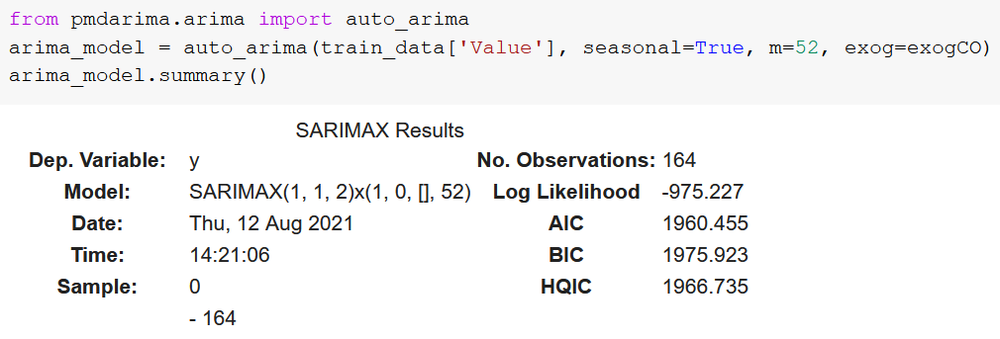 from pmdarima.arima import auto_arima
arima_model = auto_arima(train_data['Value'], seasonal=True, m=52, exog=exogCO)
arima_model.summary()
SARIMAX Results
Dep. Variable: y No. Observations: 164
Model: SARIMAX(1, 1, 2)x(1, 0, [], 52) Log Likelihood -975.227
Date: Thu, 12 Aug 2021 AIC 1960.455
Time: 14:21:06 BIC 1975.923
Sample: 0 HQIC 1966.735
- 164